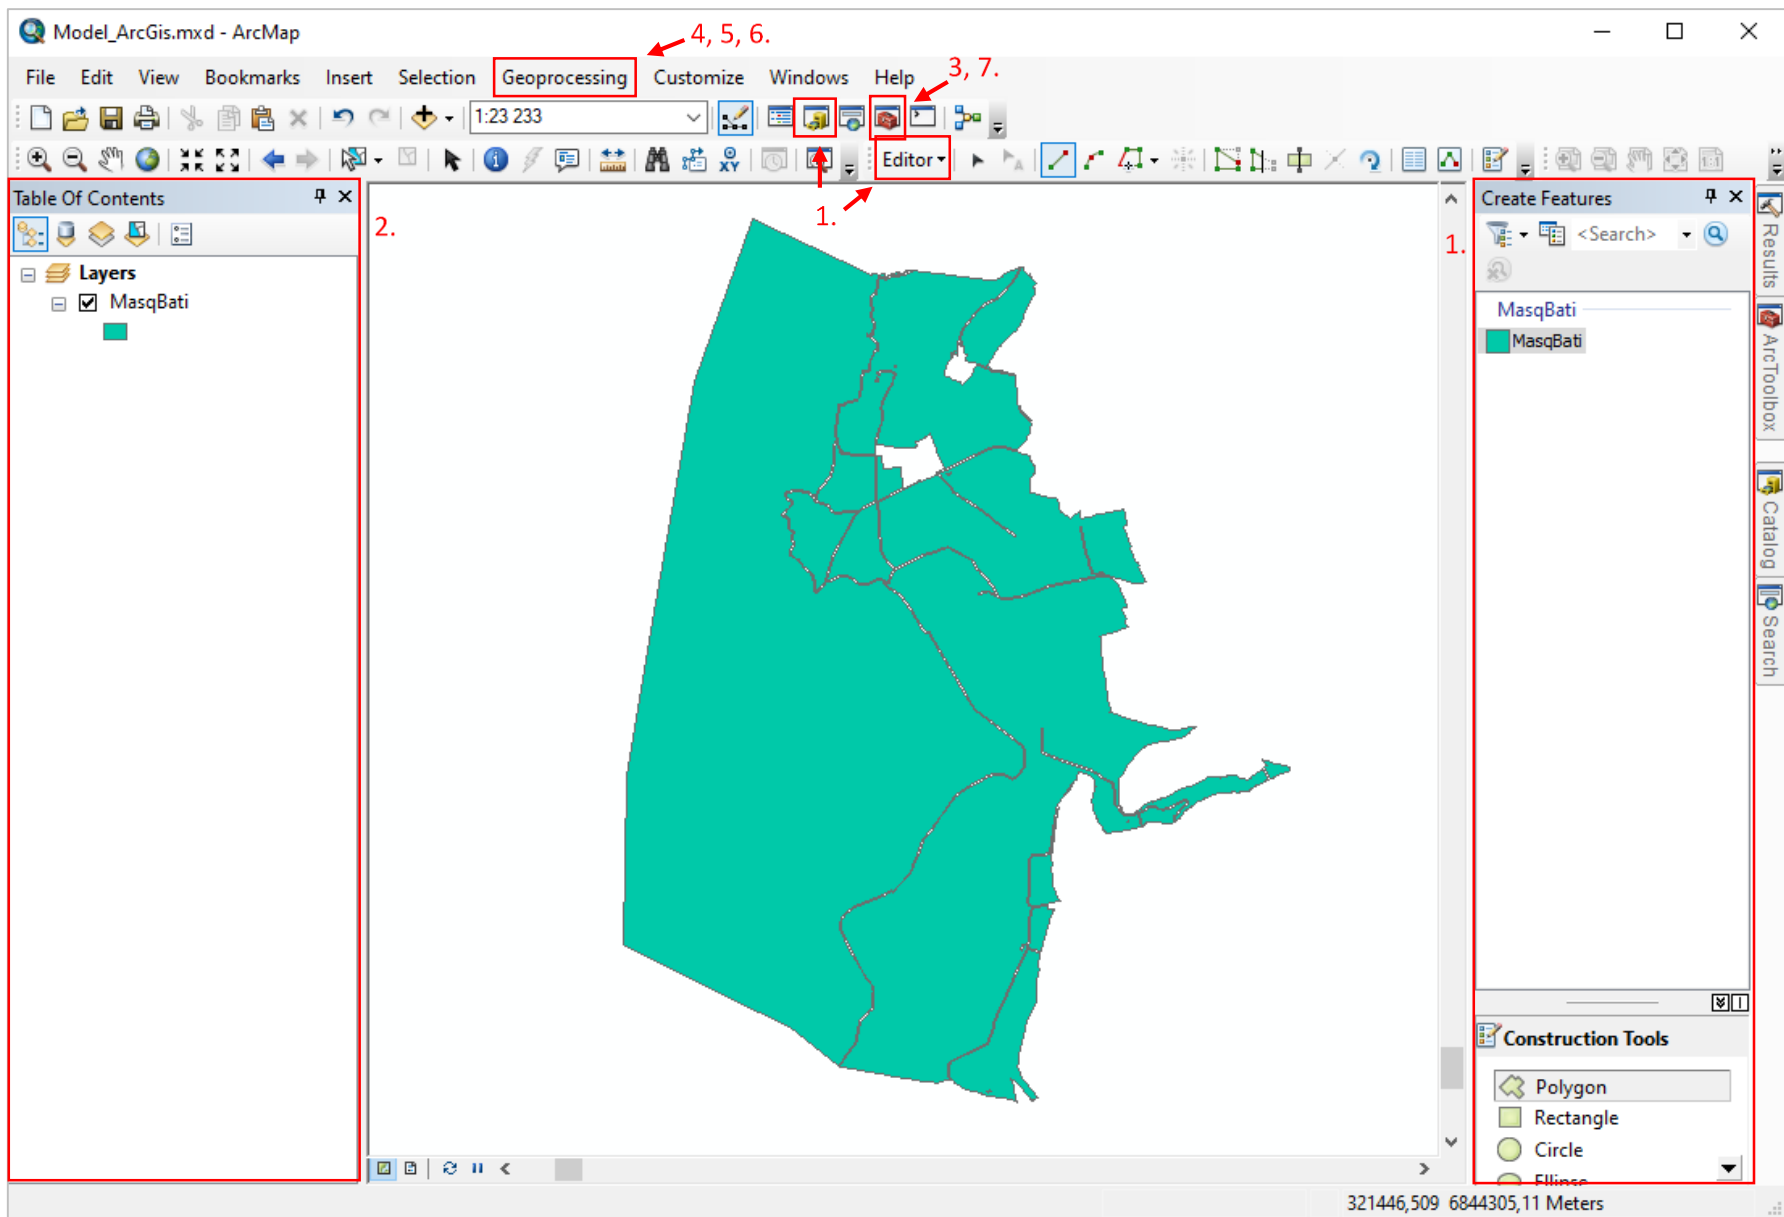 Model_ArcGis.mxd - ArcMap
4, 5, 6.
File Edit View Bookmarks Insert Selection Geoprocessing Customize Windows Help
3, 7.
1:23 233
Editor
1.
Table Of Contents
2.
Layers
MasqBati
1.
Create Features
<Search>
MasqBati
MasqBati
Results
ArcToolbox
Catalog
Search
Construction Tools
Polygon
Rectangle
Circle
Ellipse
321446,509 6844305,11 Meters